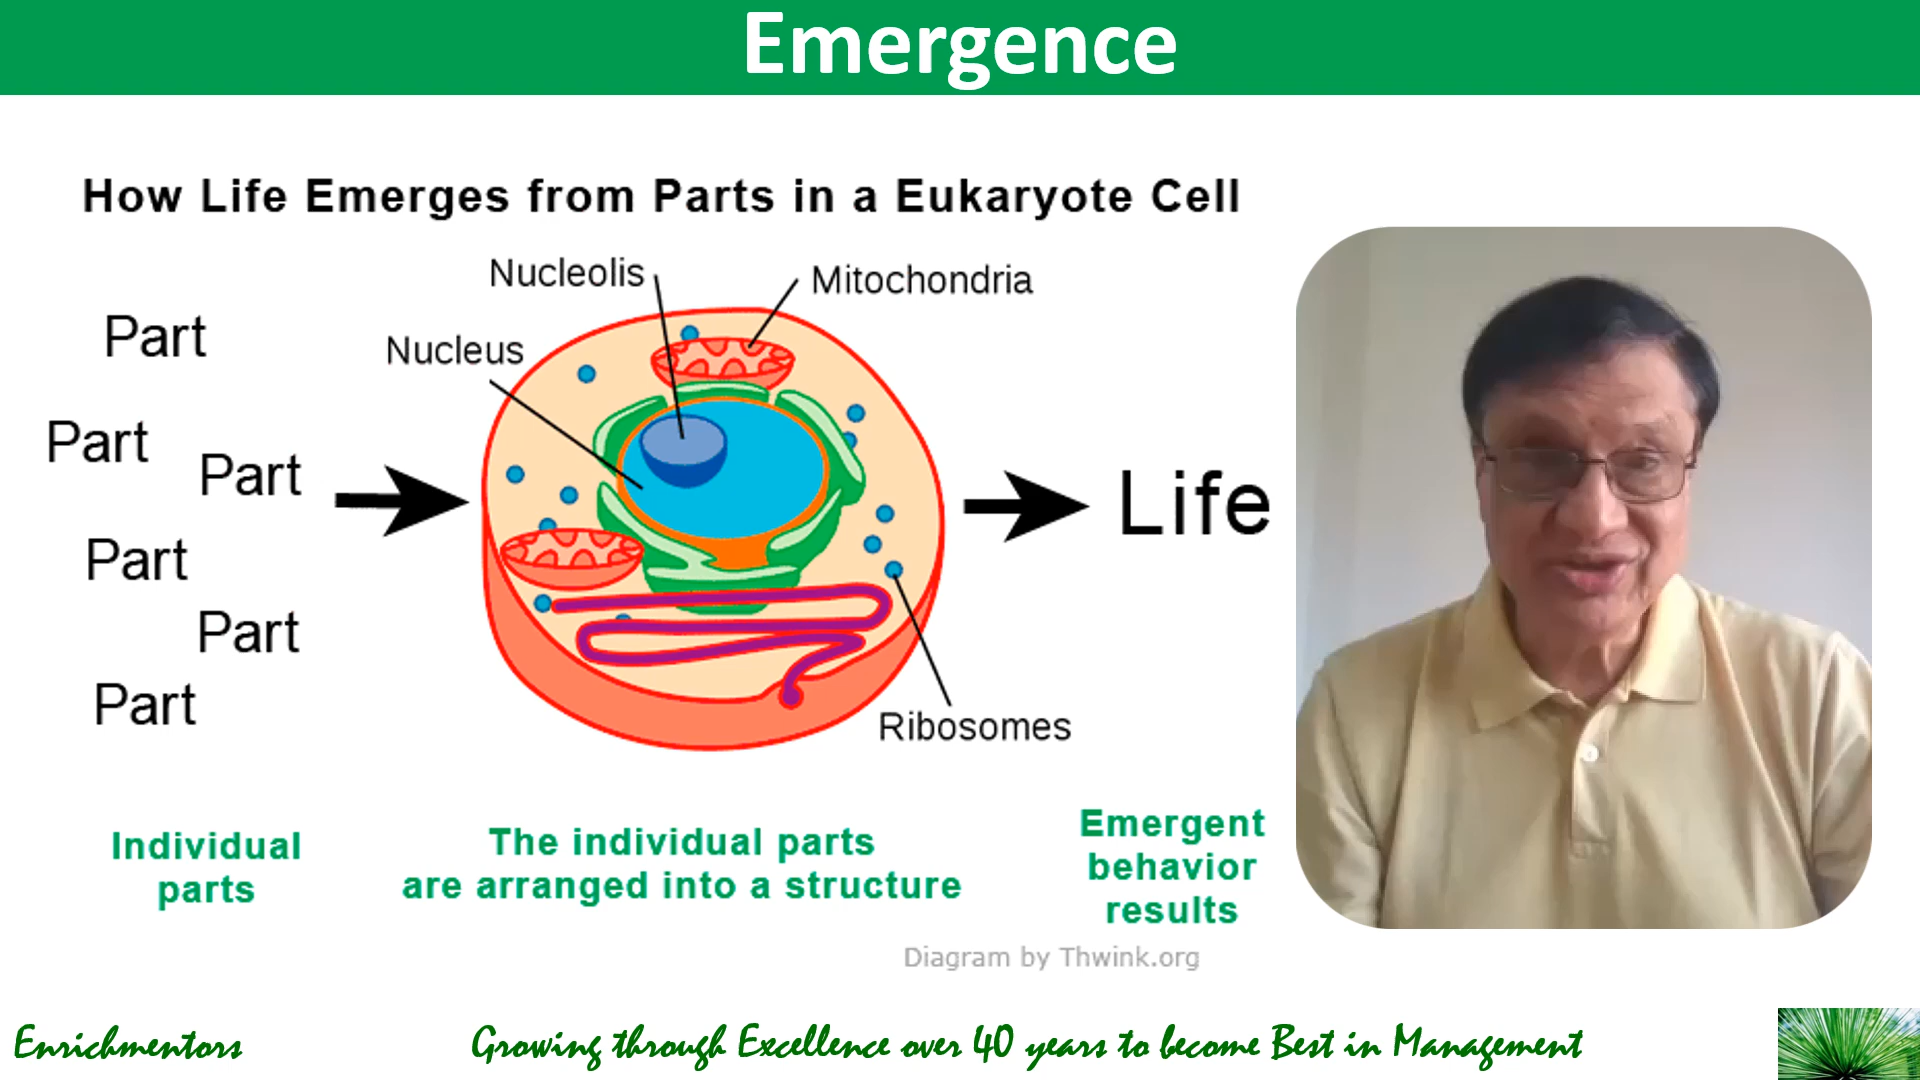 Emergence
How Life Emerges from Parts in a Eukaryote Cell
Nucleolis
Mitochondria
Nucleus
Part
Part
Part
Part
Part
Part
Life
Ribosomes
Individual
parts
The individual parts
are arranged into a structure
Emergent
behavior
results
Diagram by Thwink.org
Enrichmentors
Growing through Excellence over 40 years to become Best in Management